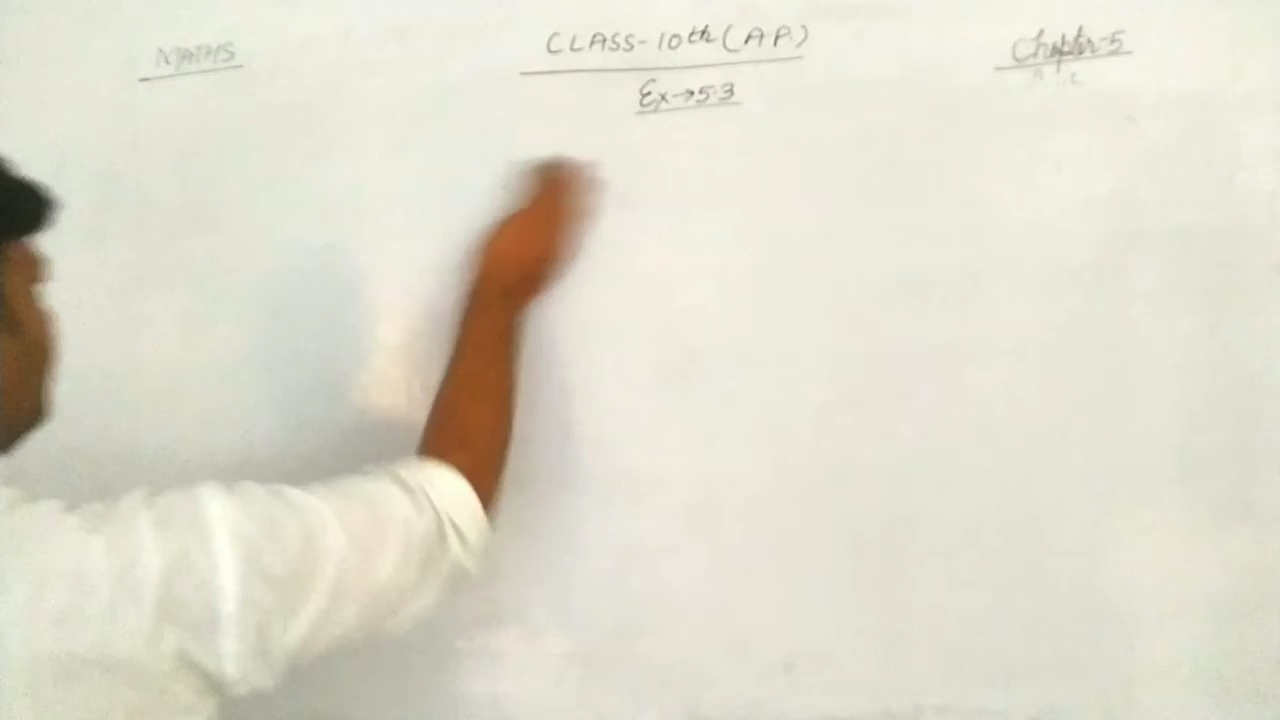 MATHS CLASS-10th (A.P.) Chapter-5
Ex→5.3